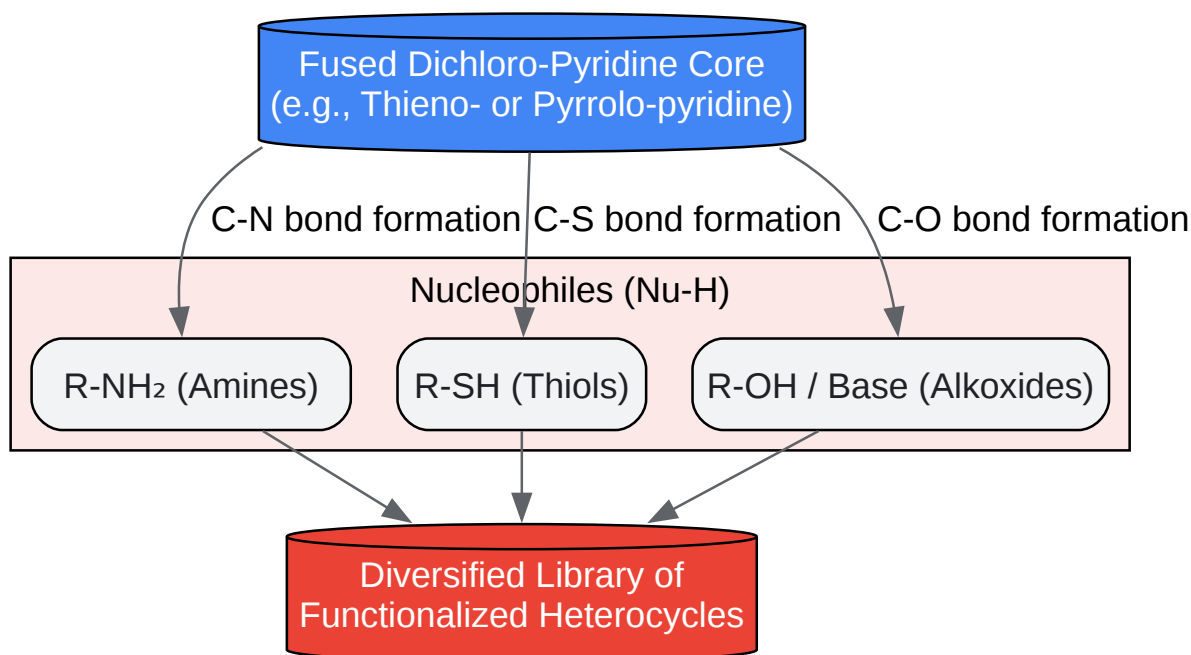 Fused Dichloro-Pyridine Core
(e.g., Thieno- or Pyrrolo-pyridine)
C-N bond formation
C-S bond formation
C-O bond formation
Nucleophiles (Nu-H)
R-NH₂ (Amines)
R-SH (Thiols)
R-OH / Base (Alkoxides)
Diversified Library of
Functionalized Heterocycles